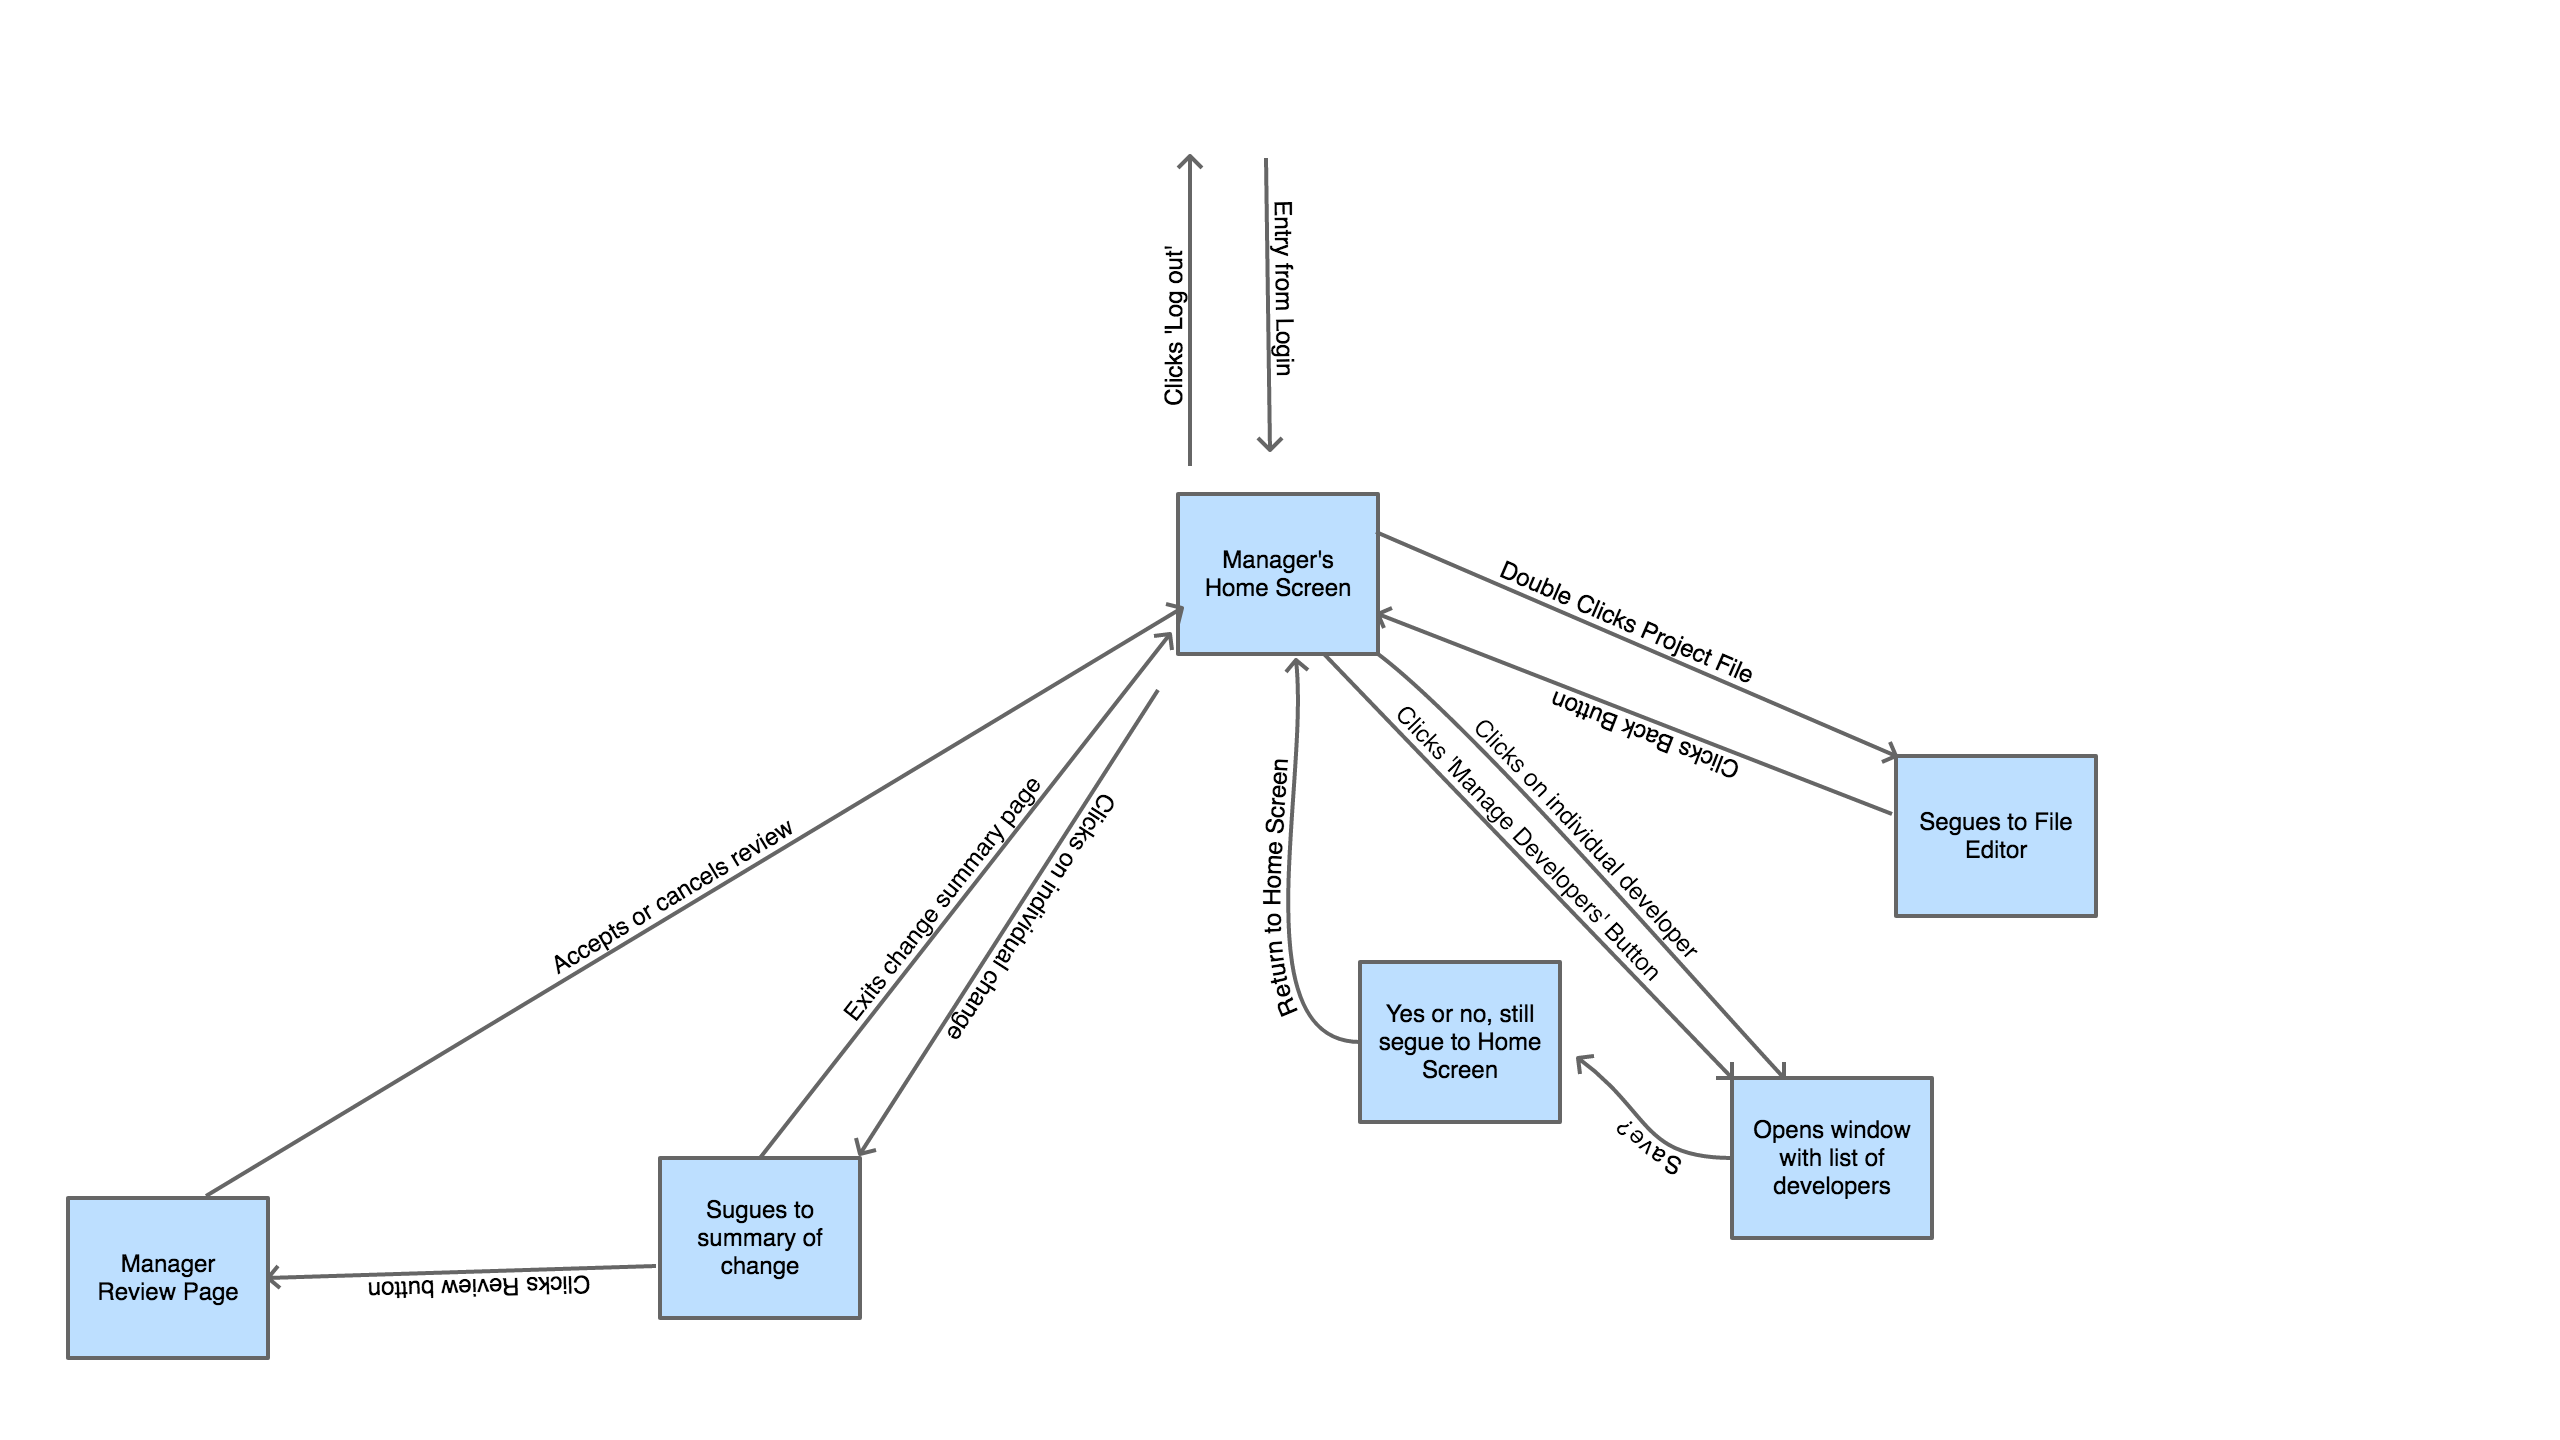 Clicks 'Log out'
Entry from Login
Manager's
Home Screen
Double Clicks Project File
Clicks Back Button
Segues to File
Editor
Clicks on individual developer
Clicks 'Manage Developers' Button
Return to Home Screen
Accepts or cancels review
Exits change summary page
Clicks on individual change
Yes or no, still
segue to Home
Screen
Save?
Opens window
with list of
developers
Sugues to
summary of
change
Clicks Review button
Manager
Review Page